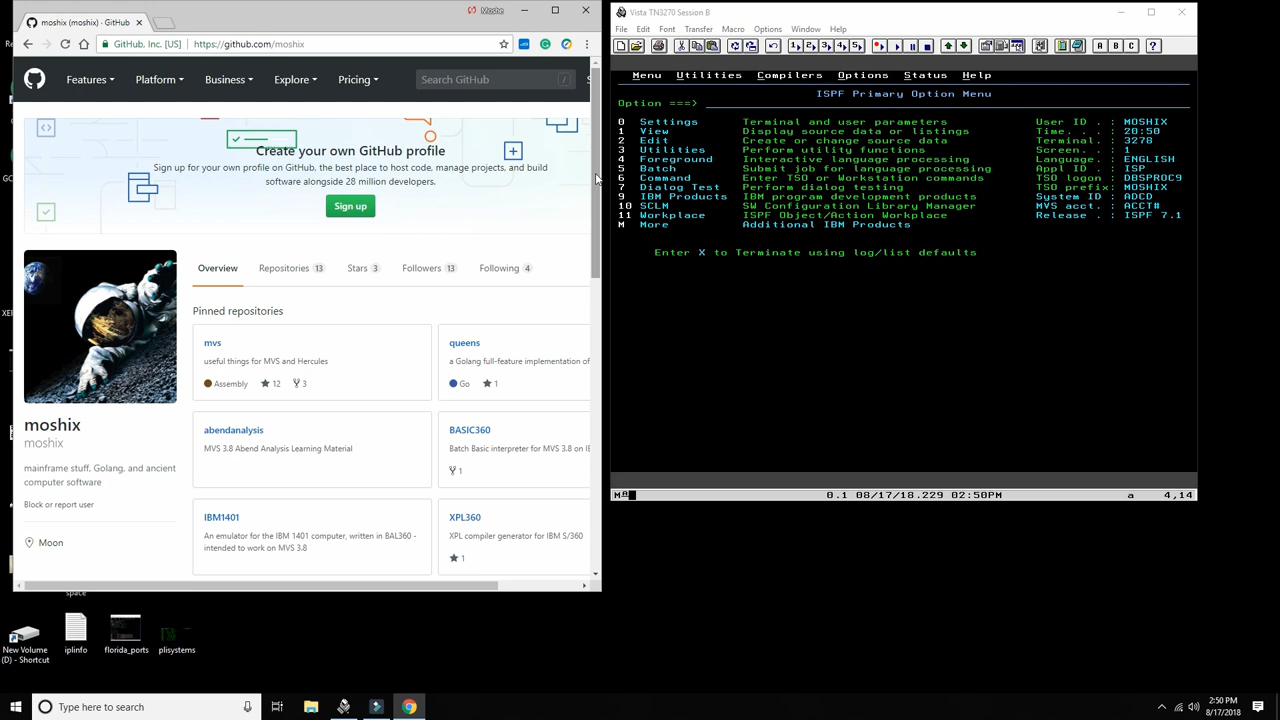 moshix (moshix) · GitHub
Moshe
GitHub, Inc. [US]
https://github.com/moshix
Features
Platform
Business
Explore
Pricing
Search GitHub
/
Create your own GitHub profile
Sign up for your own profile on GitHub, the best place to host code, manage projects, and
build software alongside 28 million developers.
Sign up
Overview
Repositories 13
Stars 3
Followers 13
Following 4
Pinned repositories
mvs
useful things for MVS and Hercules
Assembly 12 3
queens
a Golang full-feature implementation of
Go 1
abendanalysis
MVS 3.8 Abend Analysis Learning Material
BASIC360
Batch Basic interpreter for MVS 3.8 on
1
IBM1401
An emulator for the IBM 1401 computer, written in BAL360 -
intended to work on MVS 3.8
XPL360
XPL compiler generator for IBM S/360
1
moshix
moshix
mainframe stuff, Golang, and ancient
computer software
Block or report user
Moon
Vista TN3270 Session B
File Edit Font Transfer Macro Options Window Help
A B C
Menu Utilities Compilers Options Status Help
ISPF Primary Option Menu
Option ===>
0 Settings Terminal and user parameters User ID . : MOSHIX
1 View Display source data or listings Time. . . : 20:50
2 Edit Create or change source data Terminal. : 3278
3 Utilities Perform utility functions Screen. . : 1
4 Foreground Interactive language processing Language. : ENGLISH
5 Batch Submit job for language processing Appl ID . : ISP
6 Command Enter TSO or Workstation commands TSO logon : DBSPROC9
7 Dialog Test Perform dialog testing TSO prefix: MOSHIX
9 IBM Products IBM program development products System ID : ADCD
10 SCLM SW Configuration Library Manager MVS acct. : ACCT#
11 Workplace ISPF Object/Action Workplace Release . : ISPF 7.1
M More Additional IBM Products
Enter X to Terminate using log/list defaults
0.1 08/17/18.229 02:50PM a 4,14
space
New Volume
(D) - Shortcut
iplinfo
florida_ports
plisystems
Type here to search
2:50 PM
8/17/2018